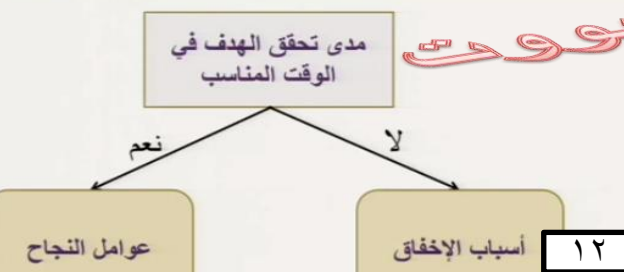 مدى تحقق الهدف في
الوقت المناسب
لا
نعم
أسباب الإخفاق
عوامل النجاح
١٢